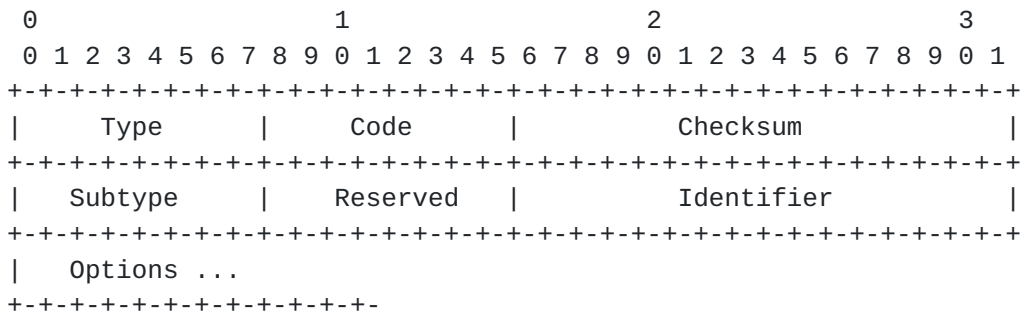 0                   1                   2                   3
 0 1 2 3 4 5 6 7 8 9 0 1 2 3 4 5 6 7 8 9 0 1 2 3 4 5 6 7 8 9 0 1
+-+-+-+-+-+-+-+-+-+-+-+-+-+-+-+-+-+-+-+-+-+-+-+-+-+-+-+-+-+-+-+-+
|     Type      |     Code      |          Checksum             |
+-+-+-+-+-+-+-+-+-+-+-+-+-+-+-+-+-+-+-+-+-+-+-+-+-+-+-+-+-+-+-+-+
|   Subtype     |    Reserved   |          Identifier           |
+-+-+-+-+-+-+-+-+-+-+-+-+-+-+-+-+-+-+-+-+-+-+-+-+-+-+-+-+-+-+-+-+
|   Options ...
+-+-+-+-+-+-+-+-+-+-+-+-